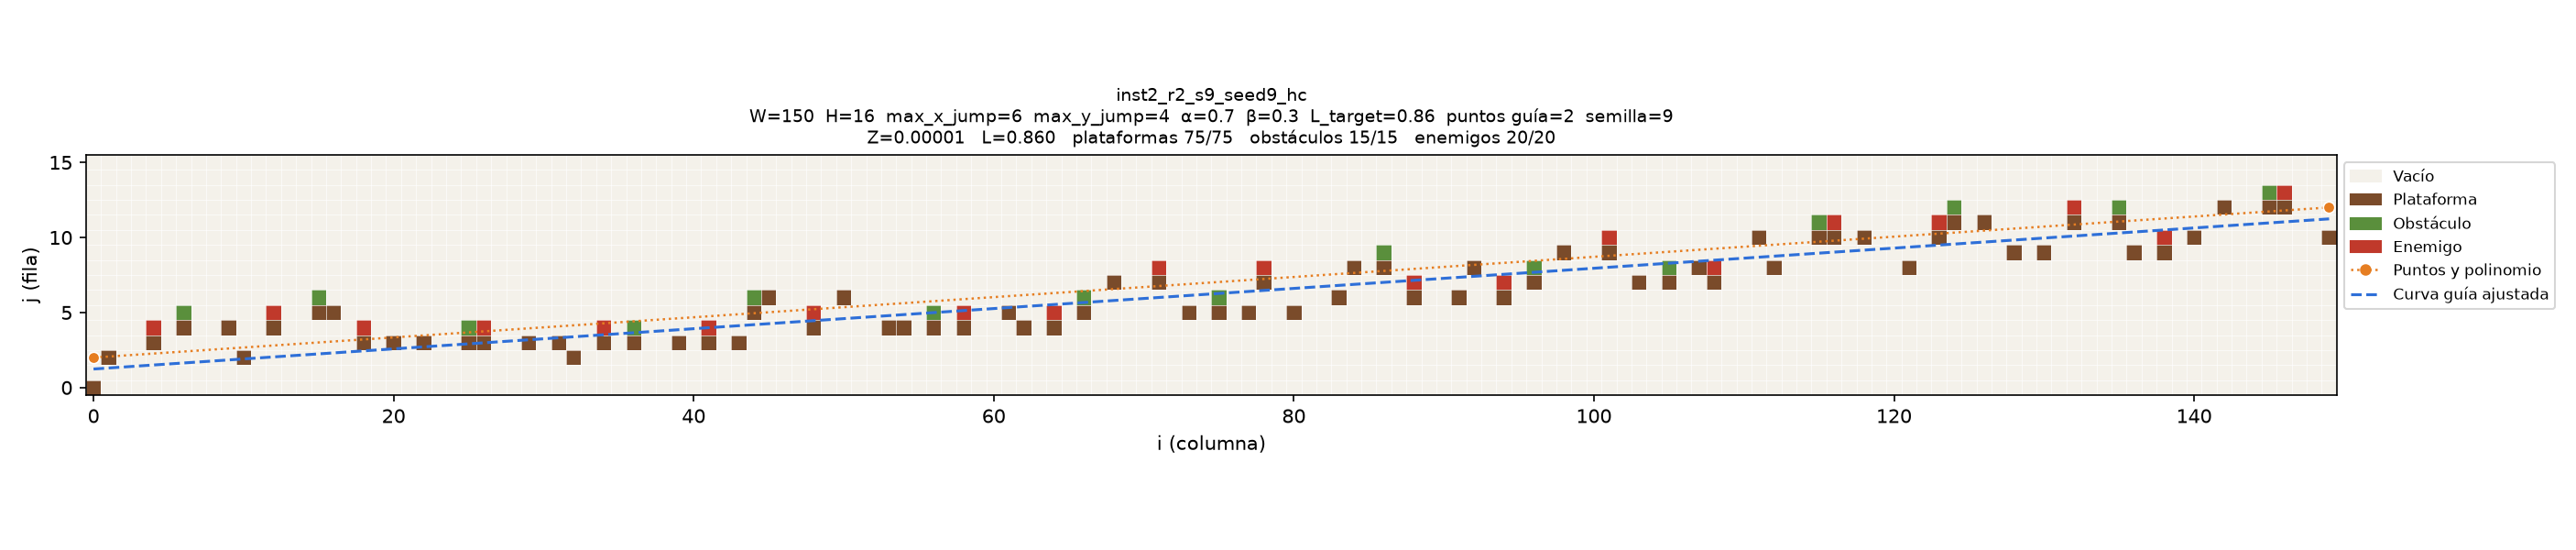 inst2_r2_s9_seed9_hc
W=150  H=16  max_x_jump=6  max_y_jump=4  α=0.7  β=0.3  L_target=0.86  puntos guía=2  semilla=9
Z=0.00001   L=0.860   plataformas 75/75   obstáculos 15/15   enemigos 20/20
15
10
5
0
j (fila)
0 20 40 60 80 100 120 140
i (columna)
Vacío
Plataforma
Obstáculo
Enemigo
Puntos y polinomio
Curva guía ajustada